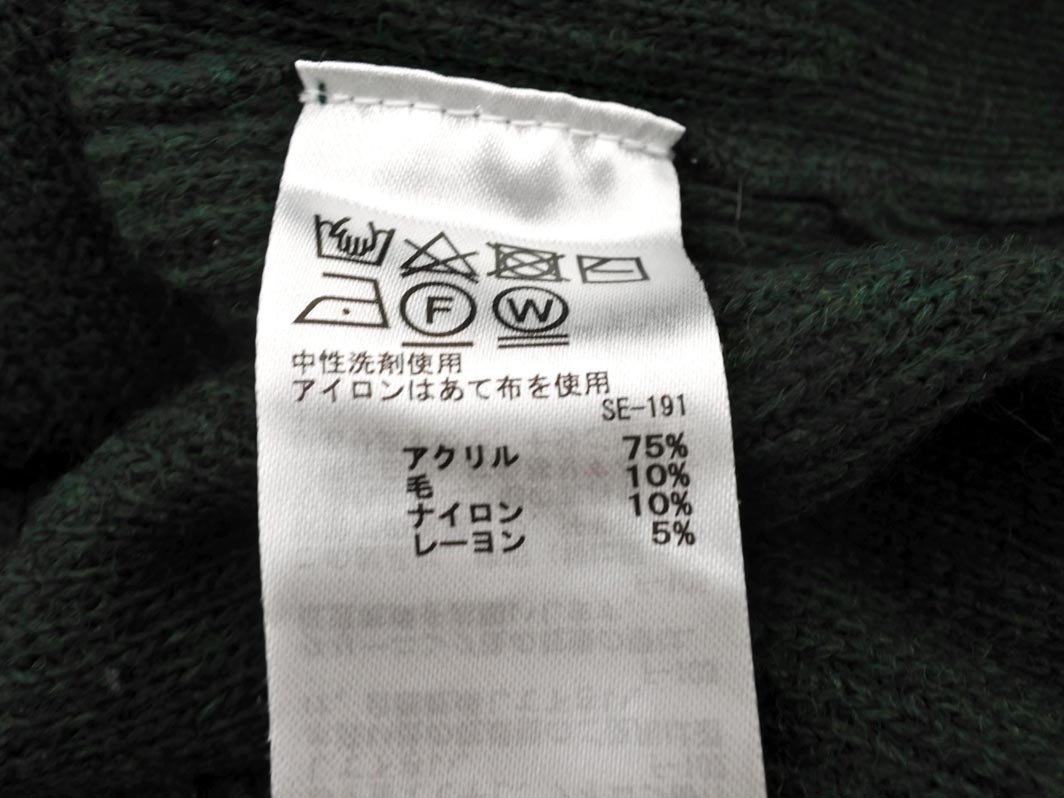 F W
中性洗剤使用
アイロンはあて布を使用
SE-191
アクリル 75%
毛 10%
ナイロン 10%
レーヨン 5%